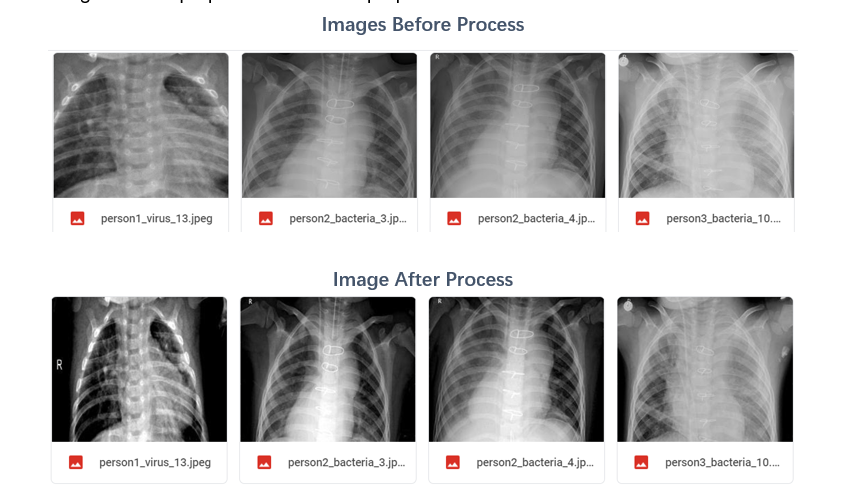 Images Before Process
R
person1_virus_13.jpeg
person2_bacteria_3.jp...
person2_bacteria_4.jp...
person3_bacteria_10....
Image After Process
R
R
R
person1_virus_13.jpeg
person2_bacteria_3.jp...
person2_bacteria_4.jp...
person3_bacteria_10....